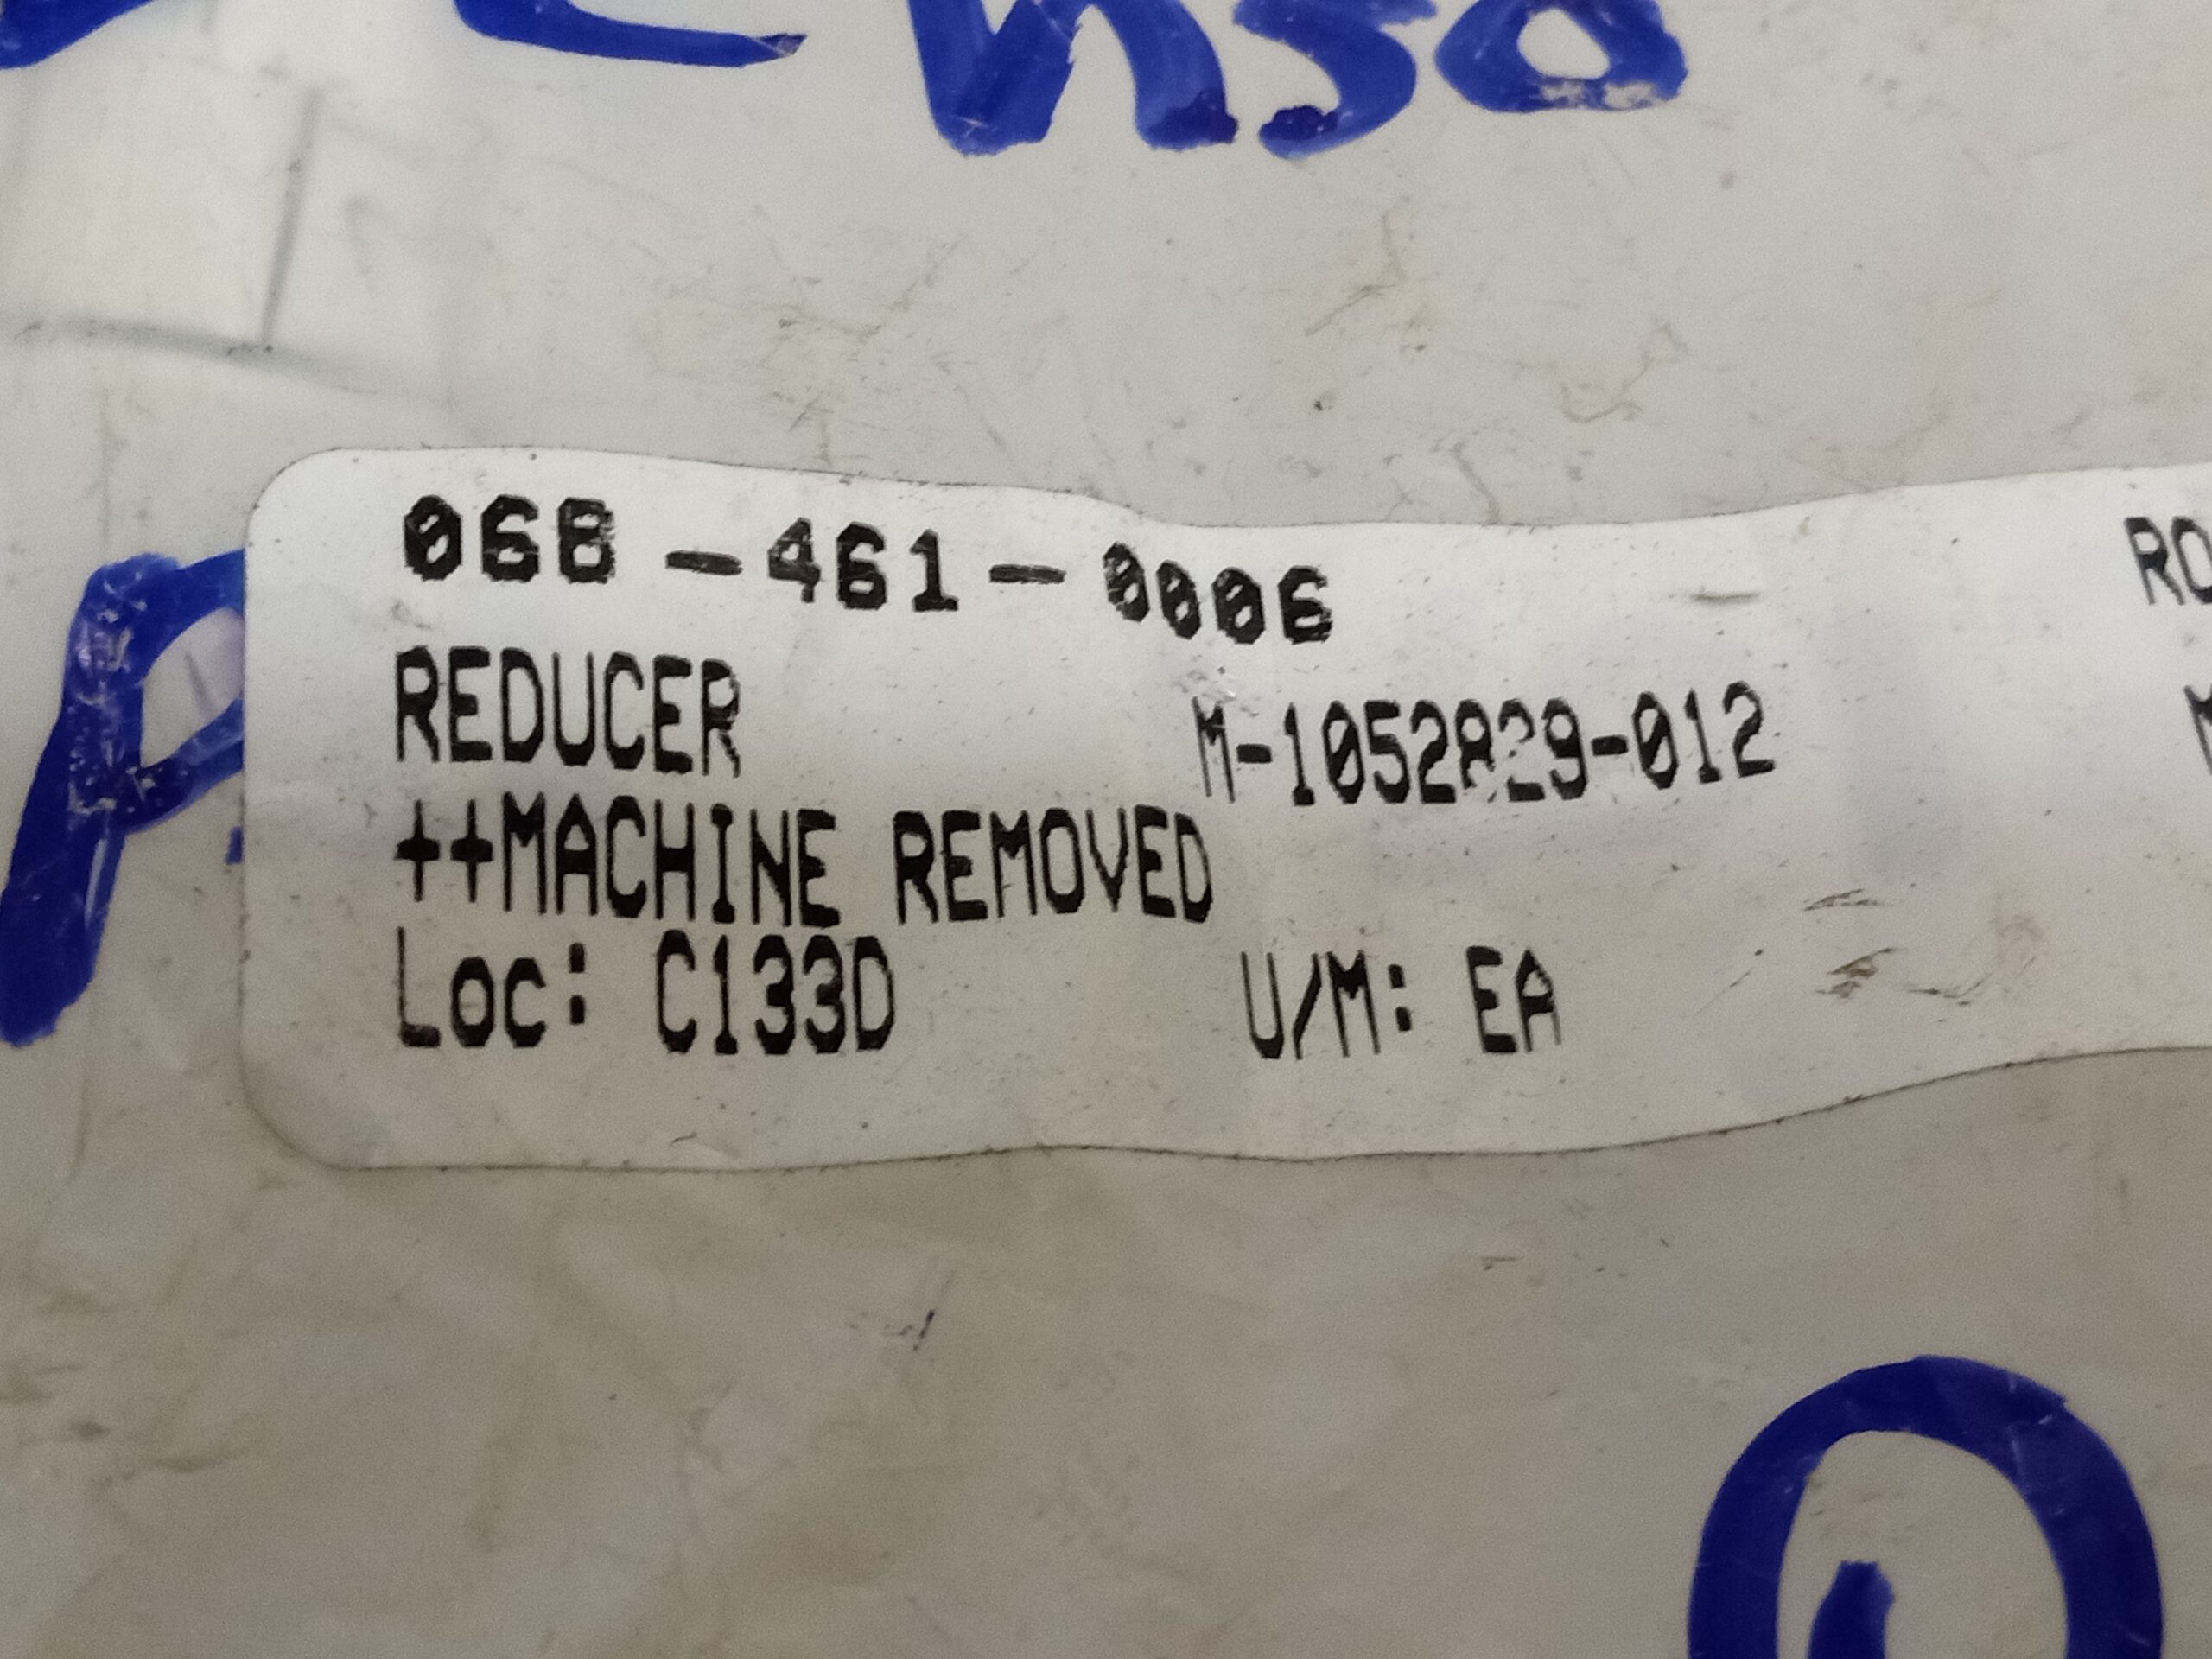 068-461-0006
REDUCER M-1052829-012
++MACHINE REMOVED
Loc: C133D U/M: EA